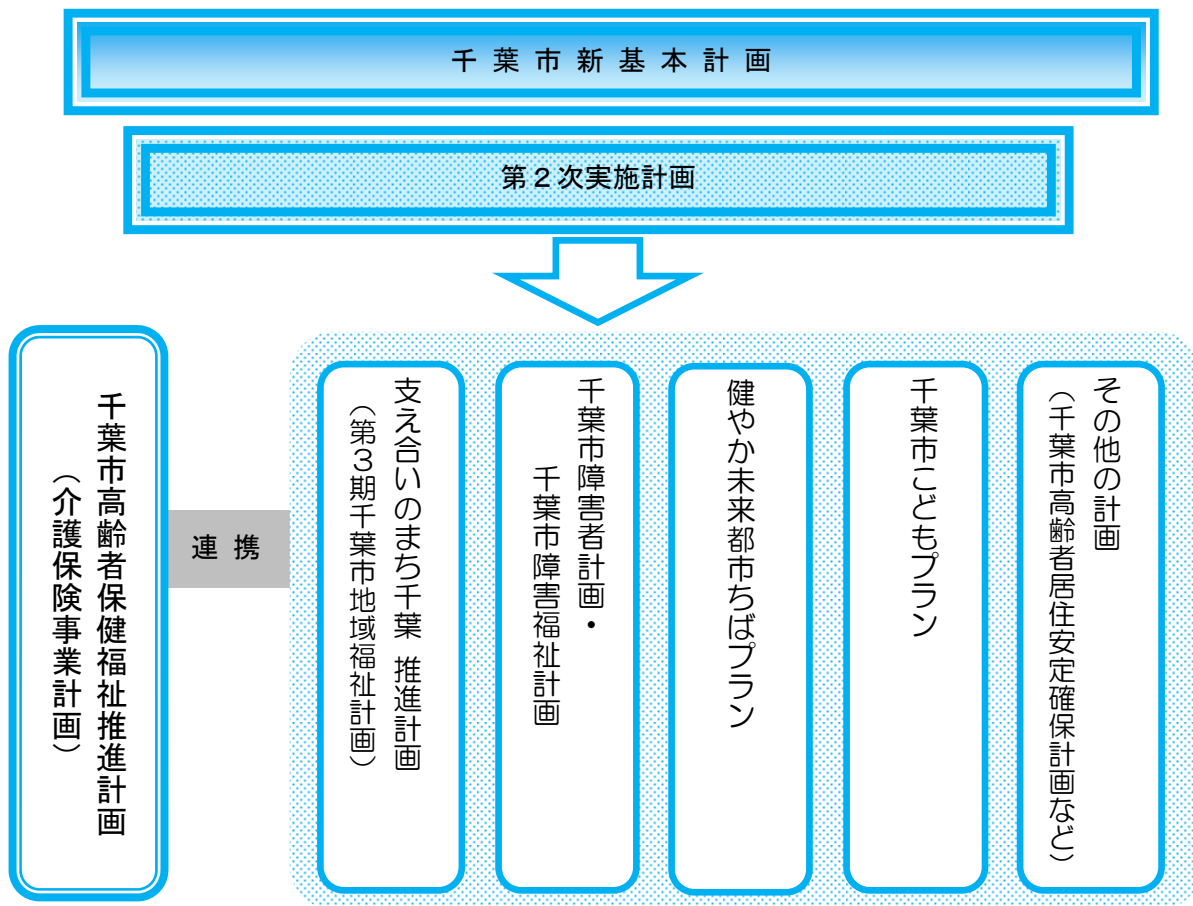 千葉市新基本計画
第２次実施計画
千葉市高齢者保健福祉推進計画
（介護保険事業計画）
連携
支え合いのまち千葉 推進計画
（第３期千葉市地域福祉計画）
千葉市障害者計画・
千葉市障害福祉計画
健やか未来都市ちばプラン
千葉市こどもプラン
その他の計画
（千葉市高齢者居住安定確保計画など）